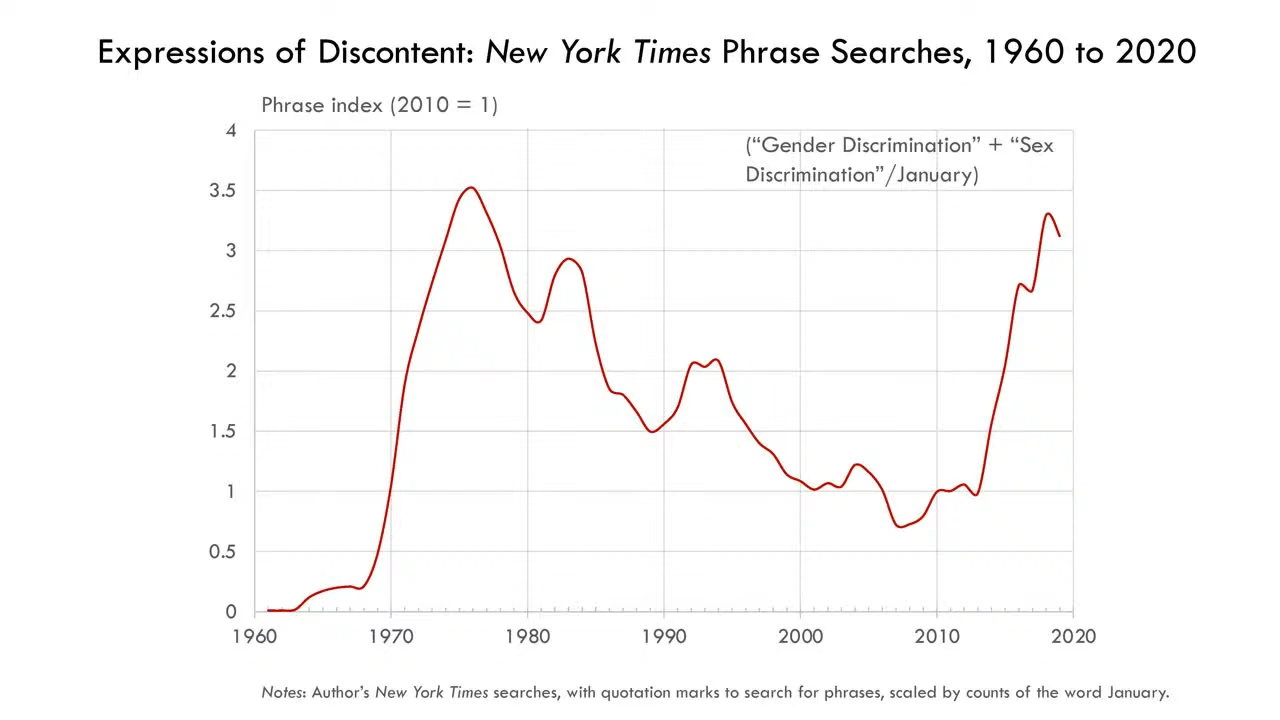 Expressions of Discontent: New York Times Phrase Searches, 1960 to 2020
Phrase index (2010 = 1)
(“Gender Discrimination” + “Sex
Discrimination”/January)
4
3.5
3
2.5
2
1.5
1
0.5
0
1960 1970 1980 1990 2000 2010 2020
Notes: Author’s New York Times searches, with quotation marks to search for phrases, scaled by counts of the word January.